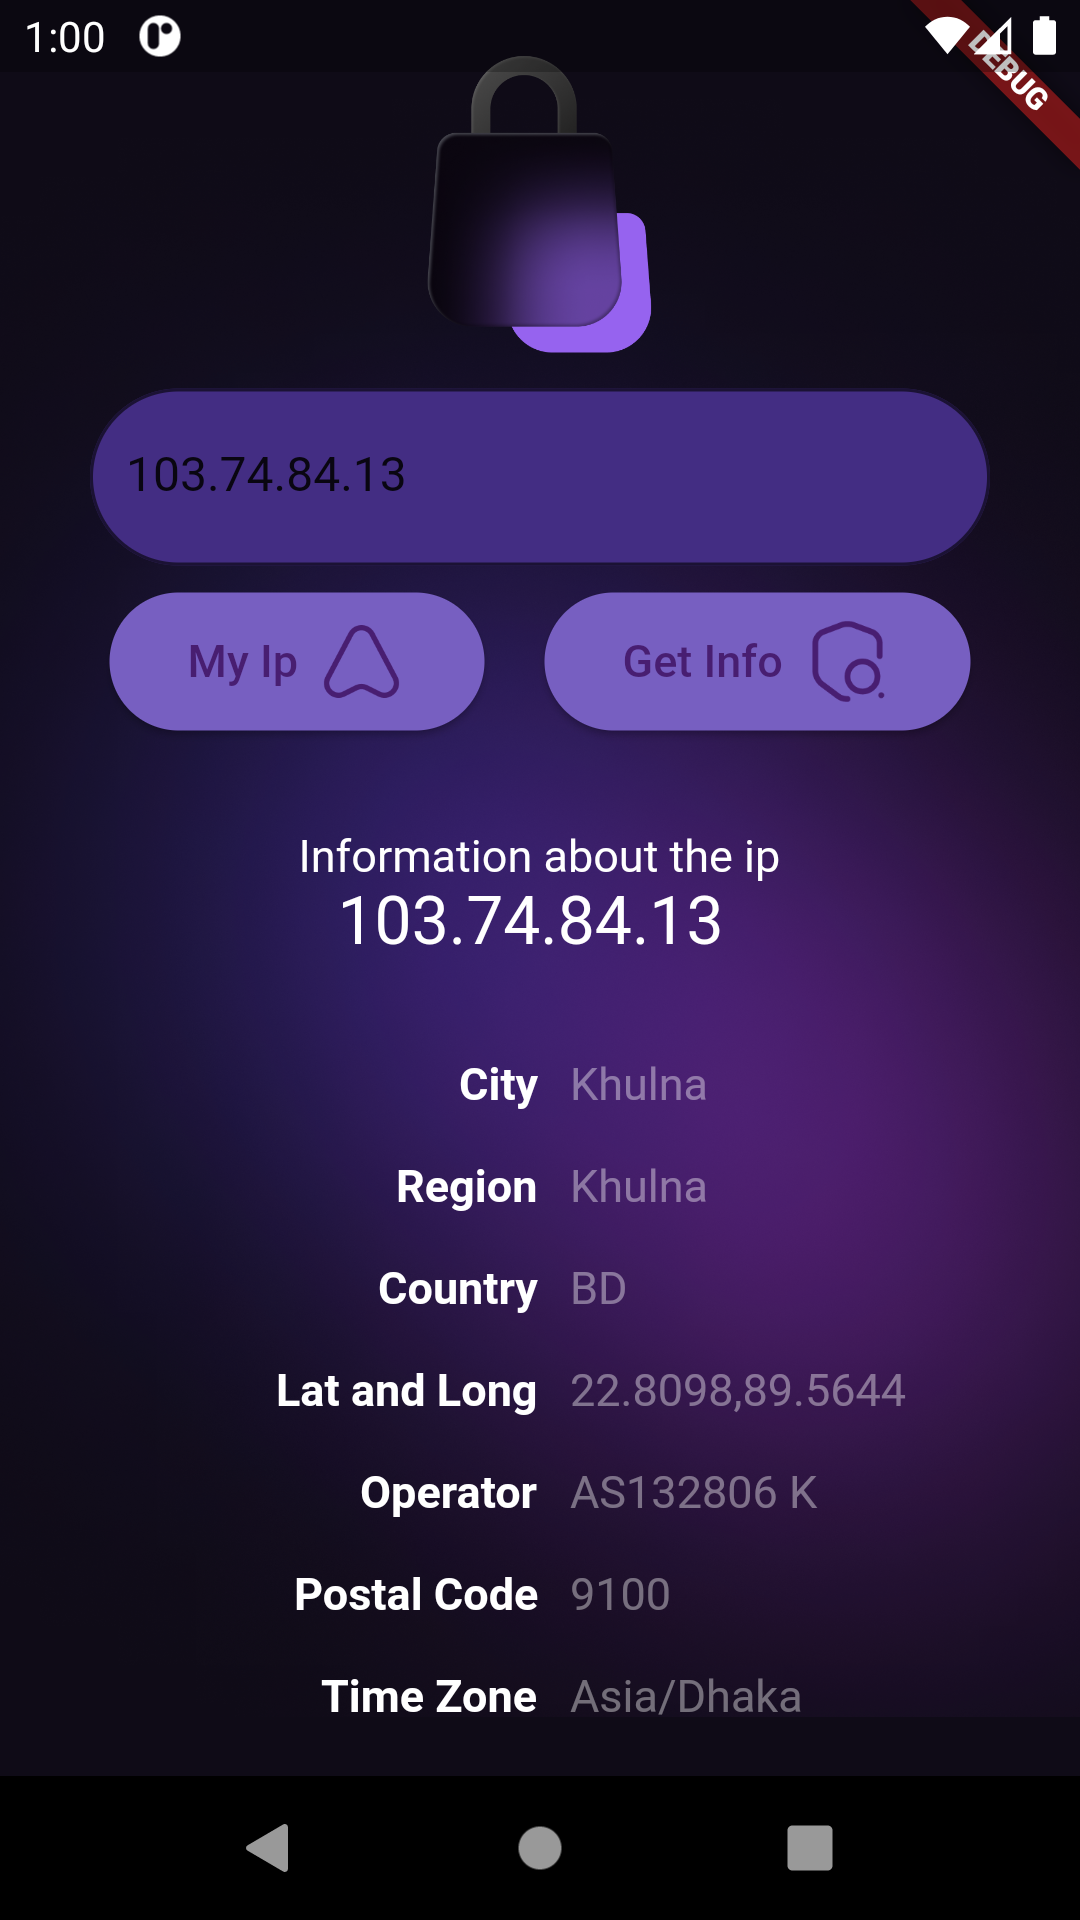 1:00
DEBUG
103.74.84.13
My Ip
Get Info
Information about the ip
103.74.84.13
City Khulna
Region Khulna
Country BD
Lat and Long 22.8098,89.5644
Operator AS132806 K
Postal Code 9100
Time Zone Asia/Dhaka